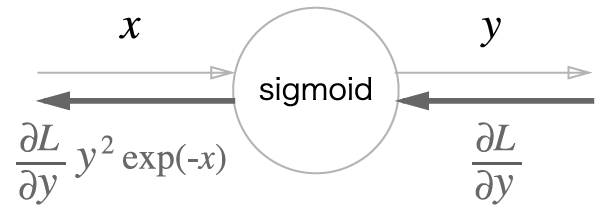 x
y
sigmoid
∂L/∂y y² exp(-x)
∂L/∂y